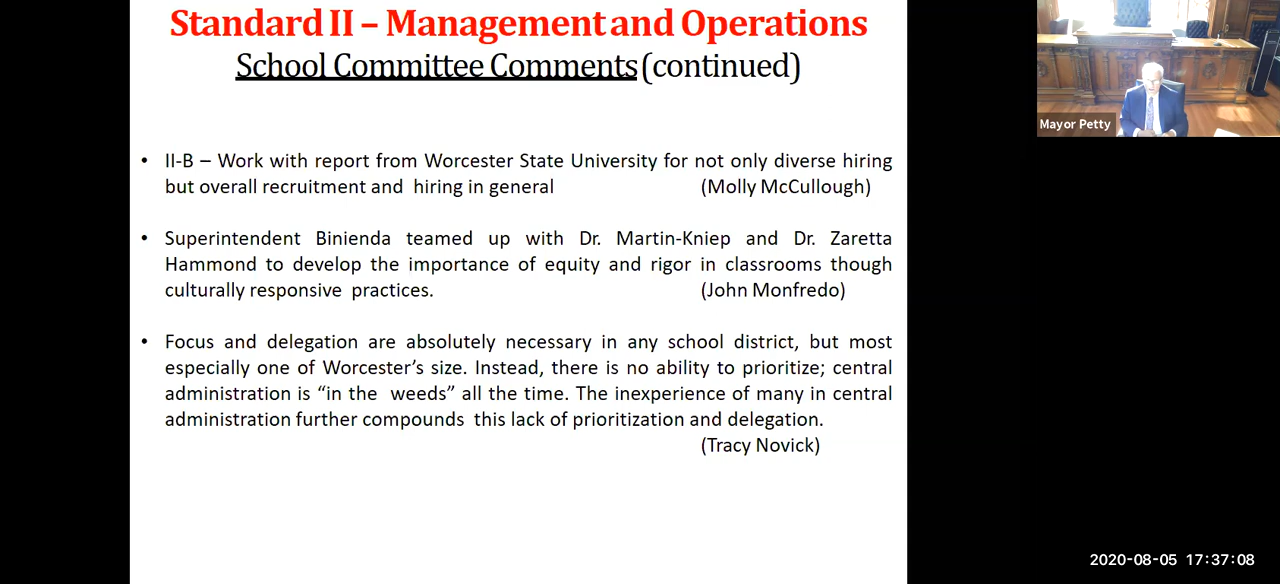 Standard II – Management and Operations
School Committee Comments (continued)
Mayor Petty
• II-B – Work with report from Worcester State University for not only diverse hiring
but overall recruitment and hiring in general (Molly McCullough)
• Superintendent Binienda teamed up with Dr. Martin-Kniep and Dr. Zaretta
Hammond to develop the importance of equity and rigor in classrooms though
culturally responsive practices. (John Monfredo)
• Focus and delegation are absolutely necessary in any school district, but most
especially one of Worcester’s size. Instead, there is no ability to prioritize; central
administration is “in the weeds” all the time. The inexperience of many in central
administration further compounds this lack of prioritization and delegation.
(Tracy Novick)
2020-08-05 17:37:08